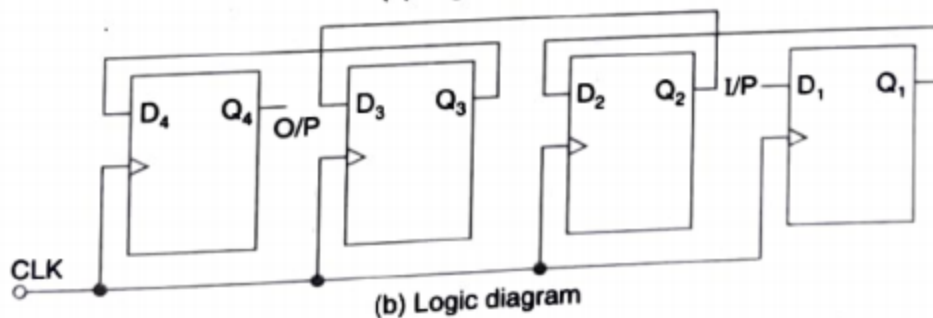 D₄ Q₄ O/P D₃ Q₃ D₂ Q₂ I/P D₁ Q₁
CLK
(b) Logic diagram